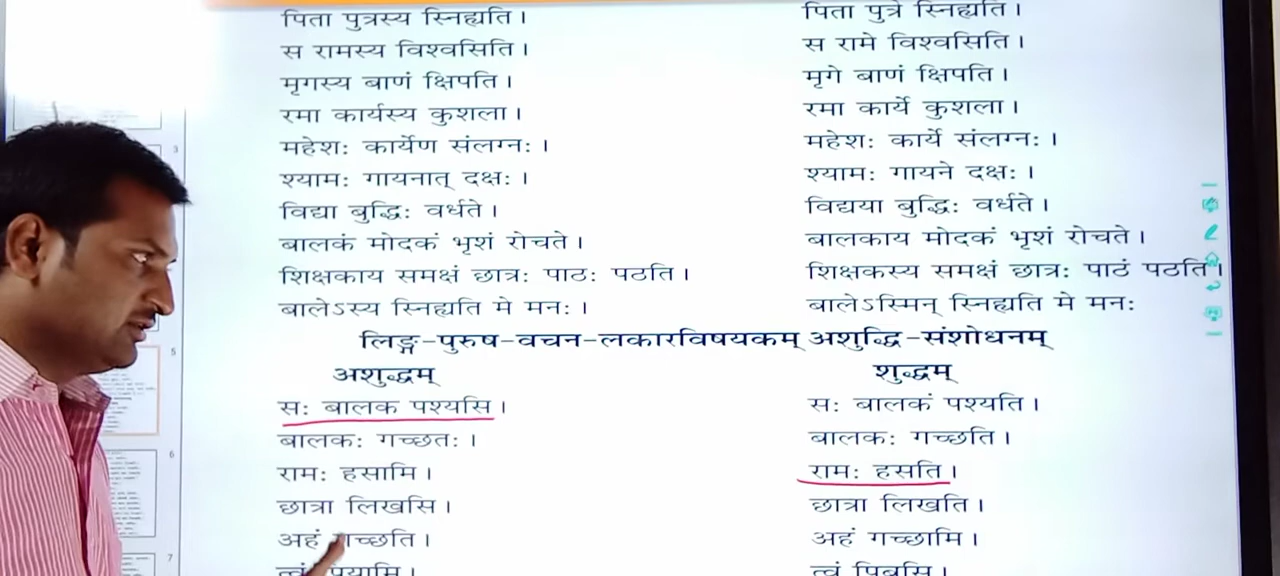 पिता पुत्रस्य स्निह्यति। पिता पुत्रे स्निह्यति।
स रामस्य विश्वसिति। स रामे विश्वसिति।
मृगस्य बाणं क्षिपति। मृगे बाणं क्षिपति।
रमा कार्यस्य कुशला। रमा कार्ये कुशला।
महेशः कार्येण संलग्नः। महेशः कार्ये संलग्नः।
श्यामः गायनात् दक्षः। श्यामः गायने दक्षः।
विद्या बुद्धिः वर्धते। विद्यया बुद्धिः वर्धते।
बालकं मोदकं भृशं रोचते। बालकाय मोदकं भृशं रोचते।
शिक्षकाय समक्षं छात्रः पाठः पठति। शिक्षकस्य समक्षं छात्रः पाठं पठति।
बालेऽस्य स्निह्यति मे मनः। बालेऽस्मिन् स्निह्यति मे मनः
लिङ्ग-पुरुष-वचन-लकारविषयकम् अशुद्धि-संशोधनम्
अशुद्धम् शुद्धम्
सः बालक पश्यसि। सः बालकं पश्यति।
बालकः गच्छतः। बालकः गच्छति।
रामः हसामि। रामः हसति।
छात्रा लिखसि। छात्रा लिखति।
अहं गच्छति। अहं गच्छामि।
त्वं त्वं पिबसि।
3
5
6
7